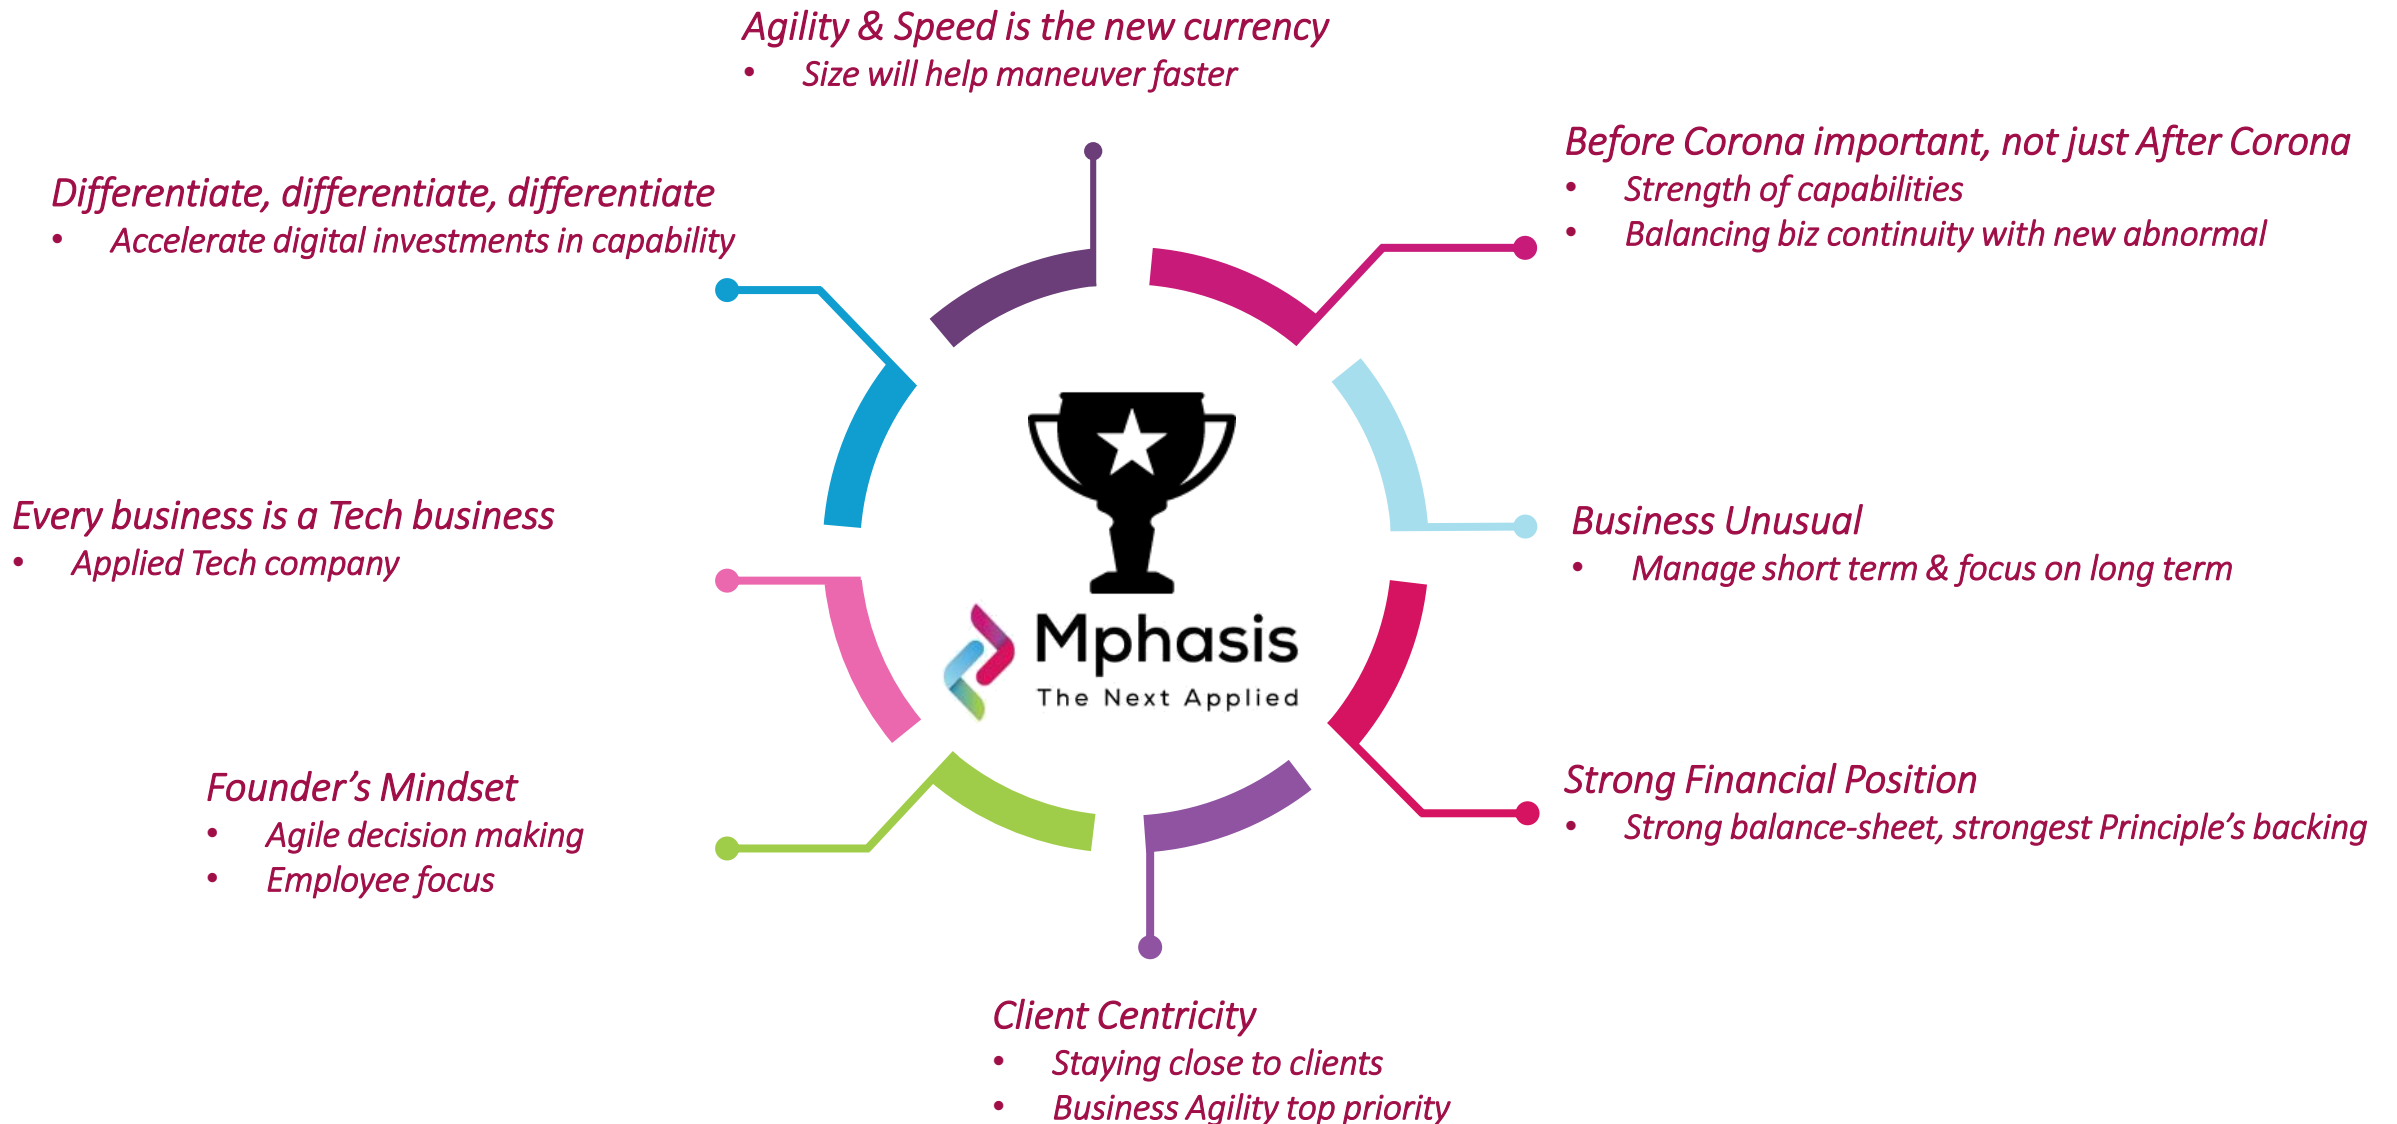 Agility & Speed is the new currency
• Size will help maneuver faster
Before Corona important, not just After Corona
• Strength of capabilities
• Balancing biz continuity with new abnormal
Differentiate, differentiate, differentiate
• Accelerate digital investments in capability
Every business is a Tech business
• Applied Tech company
Business Unusual
• Manage short term & focus on long term
Mphasis
The Next Applied
Founder’s Mindset
• Agile decision making
• Employee focus
Strong Financial Position
• Strong balance-sheet, strongest Principle’s backing
Client Centricity
• Staying close to clients
• Business Agility top priority